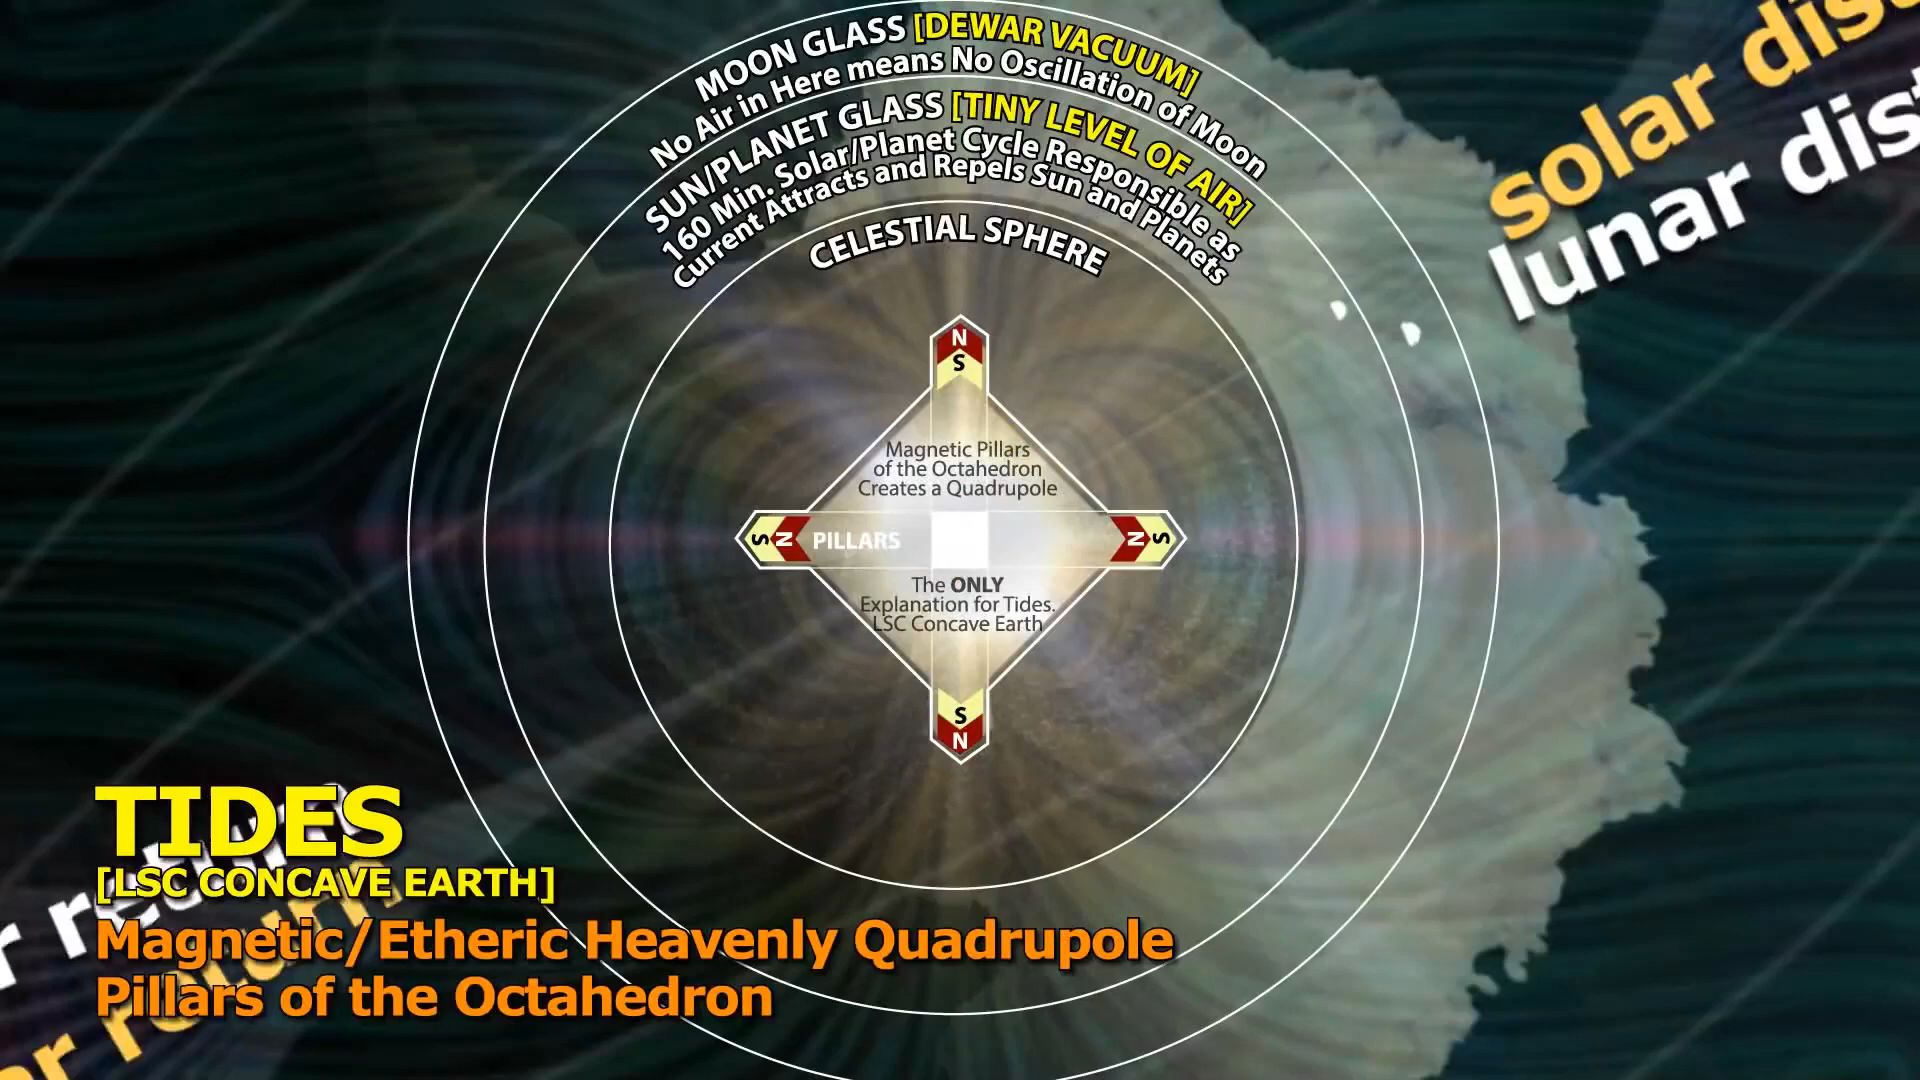 MOON GLASS [DEWAR VACUUM]
No Air in Here means No Oscillation of Moon
SUN/PLANET GLASS [TINY LEVEL OF AIR]
160 Min. Solar/Planet Cycle Responsible as
Current Attracts and Repels Sun and Planets
CELESTIAL SPHERE
solar
lunar
N
S
Magnetic Pillars
of the Octahedron
Creates a Quadrupole
S N PILLARS N S
The ONLY
Explanation for Tides.
LSC Concave Earth
S
N
TIDES
[LSC CONCAVE EARTH]
r return
Magnetic/Etheric Heavenly Quadrupole
Pillars of the Octahedron
r return